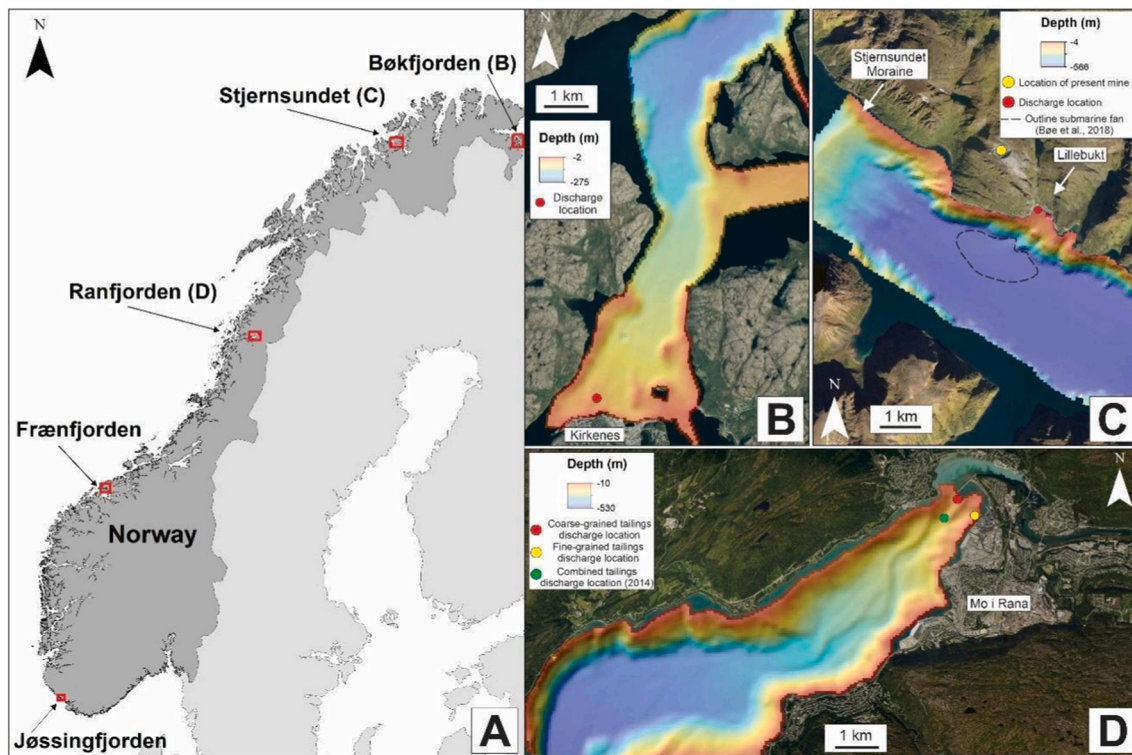 N
Bøkfjorden (B)
Stjernsundet (C)
Ranfjorden (D)
Frænfjorden
Norway
Jøssingfjorden
A
N
1 km
Depth (m)
-2
-275
Discharge
location
Kirkenes
B
Stjernsundet
Moraine
Depth (m)
-4
-566
Location of present mine
Discharge location
Outline submarine fan
(Bøe et al., 2018)
Lillebukt
N
1 km
C
Depth (m)
-10
-530
Coarse-grained tailings
discharge location
Fine-grained tailings
discharge location
Combined tailings
discharge location (2014)
N
Mo i Rana
1 km
D